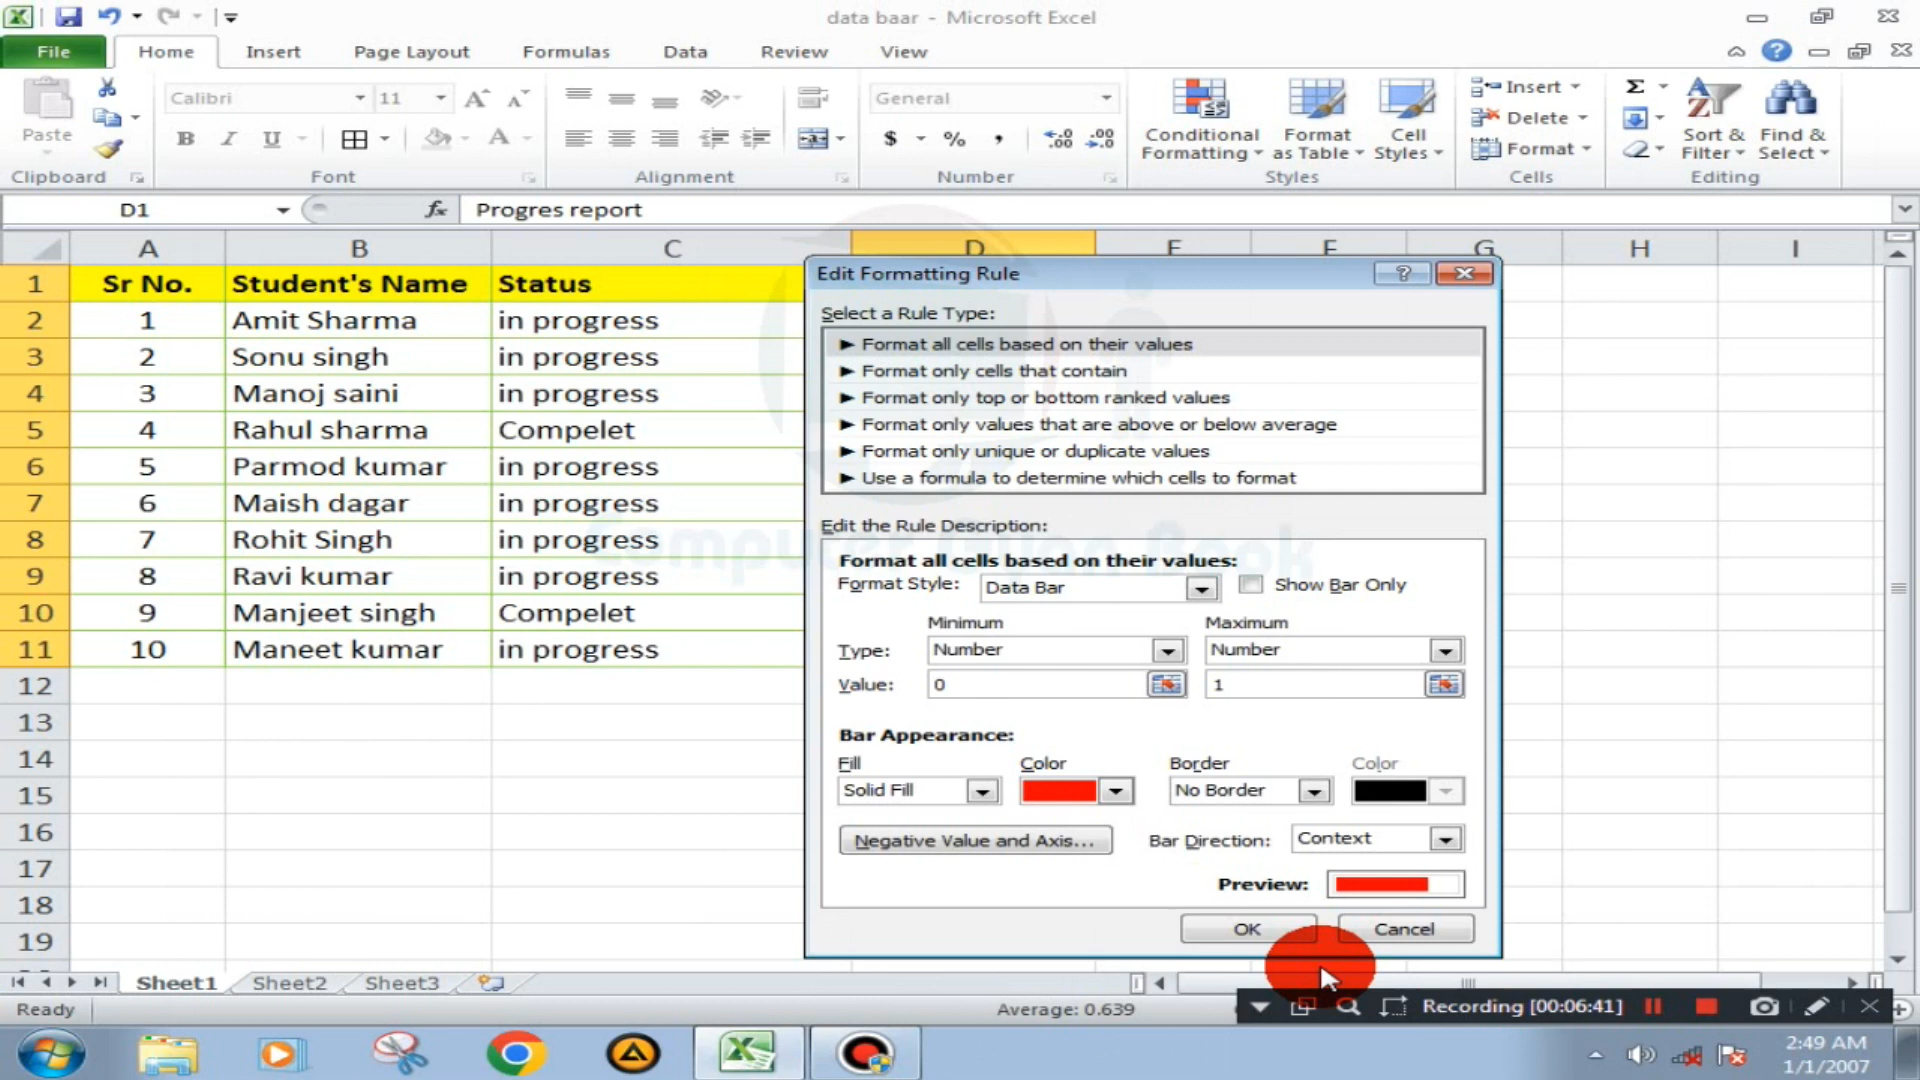 data baar - Microsoft Excel
File Home Insert Page Layout Formulas Data Review View
Paste
Clipboard
Calibri 11
B I U
Font
Alignment
General
$ % ,
Number
Conditional Formatting
Format as Table
Cell Styles
Styles
Insert
Delete
Format
Cells
Sort & Filter
Find & Select
Editing
D1 fx Progres report
A B C D E F G H I
1 Sr No. Student's Name Status
2 1 Amit Sharma in progress
3 2 Sonu singh in progress
4 3 Manoj saini in progress
5 4 Rahul sharma Compelet
6 5 Parmod kumar in progress
7 6 Maish dagar in progress
8 7 Rohit Singh in progress
9 8 Ravi kumar in progress
10 9 Manjeet singh Compelet
11 10 Maneet kumar in progress
12
13
14
15
16
17
18
19
Edit Formatting Rule
Select a Rule Type:
► Format all cells based on their values
► Format only cells that contain
► Format only top or bottom ranked values
► Format only values that are above or below average
► Format only unique or duplicate values
► Use a formula to determine which cells to format
Edit the Rule Description:
Format all cells based on their values:
Format Style: Data Bar Show Bar Only
Minimum Maximum
Type: Number Number
Value: 0 1
Bar Appearance:
Fill Color Border Color
Solid Fill No Border
Negative Value and Axis... Bar Direction: Context
Preview:
OK Cancel
Computer Gyan Book
Sheet1 Sheet2 Sheet3
Ready Average: 0.639
Recording [00:06:41]
2:49 AM
1/1/2007